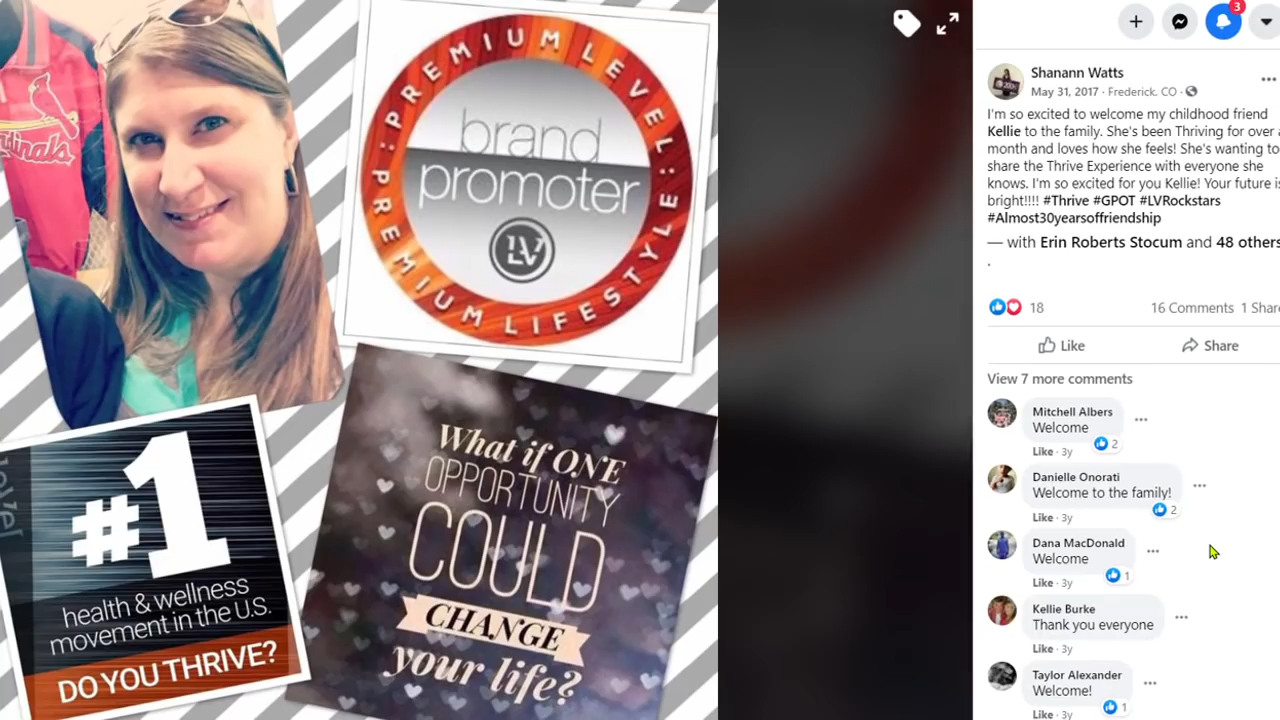 dinals
PREMIUM LEVEL: PREMIUM LIFESTYLE:
brand
promoter
LV
level
#1
health & wellness
movement in the U.S.
DO YOU THRIVE?
What if ONE
OPPORTUNITY
COULD
CHANGE
your life?
3
Shanann Watts
May 31, 2017 · Frederick, CO ·
I'm so excited to welcome my childhood friend
Kellie to the family. She's been Thriving for over a
month and loves how she feels! She's wanting to
share the Thrive Experience with everyone she
knows. I'm so excited for you Kellie! Your future is
bright!!!! #Thrive #GPOT #LVRockstars
#Almost30yearsoffriendship
— with Erin Roberts Stocum and 48 others
.
18
16 Comments 1 Share
Like
Share
View 7 more comments
Mitchell Albers
Welcome
2
Like · 3y
Danielle Onorati
Welcome to the family!
2
Like · 3y
Dana MacDonald
Welcome
1
Like · 3y
Kellie Burke
Thank you everyone
Like · 3y
Taylor Alexander
Welcome!
1
Like · 3y